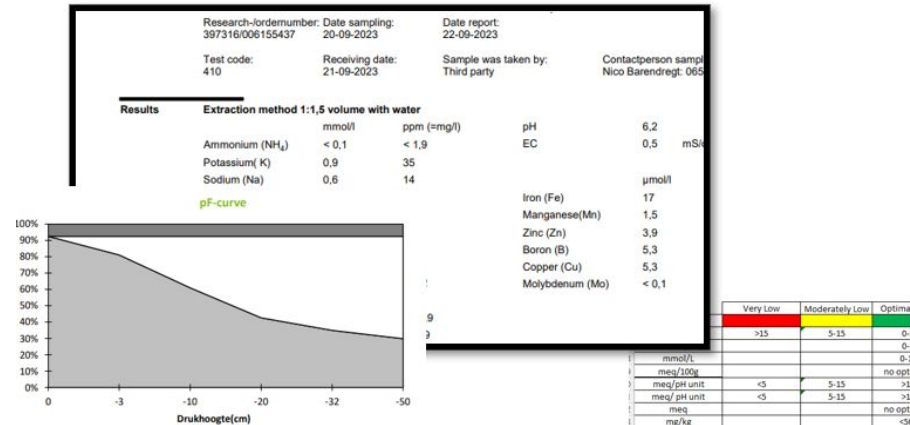 Research-/ordernumber: Date sampling: Date report:
397316/006155437 20-09-2023 22-09-2023
Test code: Receiving date: Sample was taken by: Contactperson sampl
410 21-09-2023 Third party Nico Barendregt: 065
Results Extraction method 1:1,5 volume with water
mmol/l ppm (=mg/l) pH 6,2
Ammonium (NH4) < 0,1 < 1,9 EC 0,5 mS/
Potassium( K) 0,9 35
Sodium (Na) 0,6 14 µmol/l
Iron (Fe) 17
Manganese(Mn) 1,5
Zinc (Zn) 3,9
Boron (B) 5,3
Copper (Cu) 5,3
Molybdenum (Mo) < 0,1
pF-curve
100%
90%
80%
70%
60%
50%
40%
30%
20%
10%
0%
0 -3 -10 -20 -32 -50
Drukhoogte(cm)
Very Low Moderately Low Optima
>15 5-15 0-
0-
mmol/L 0-
meq/100g no opt
meq/pH unit <5 5-15 >1
meq/ pH unit <5 5-15 >1
meq no opt
mg/kg